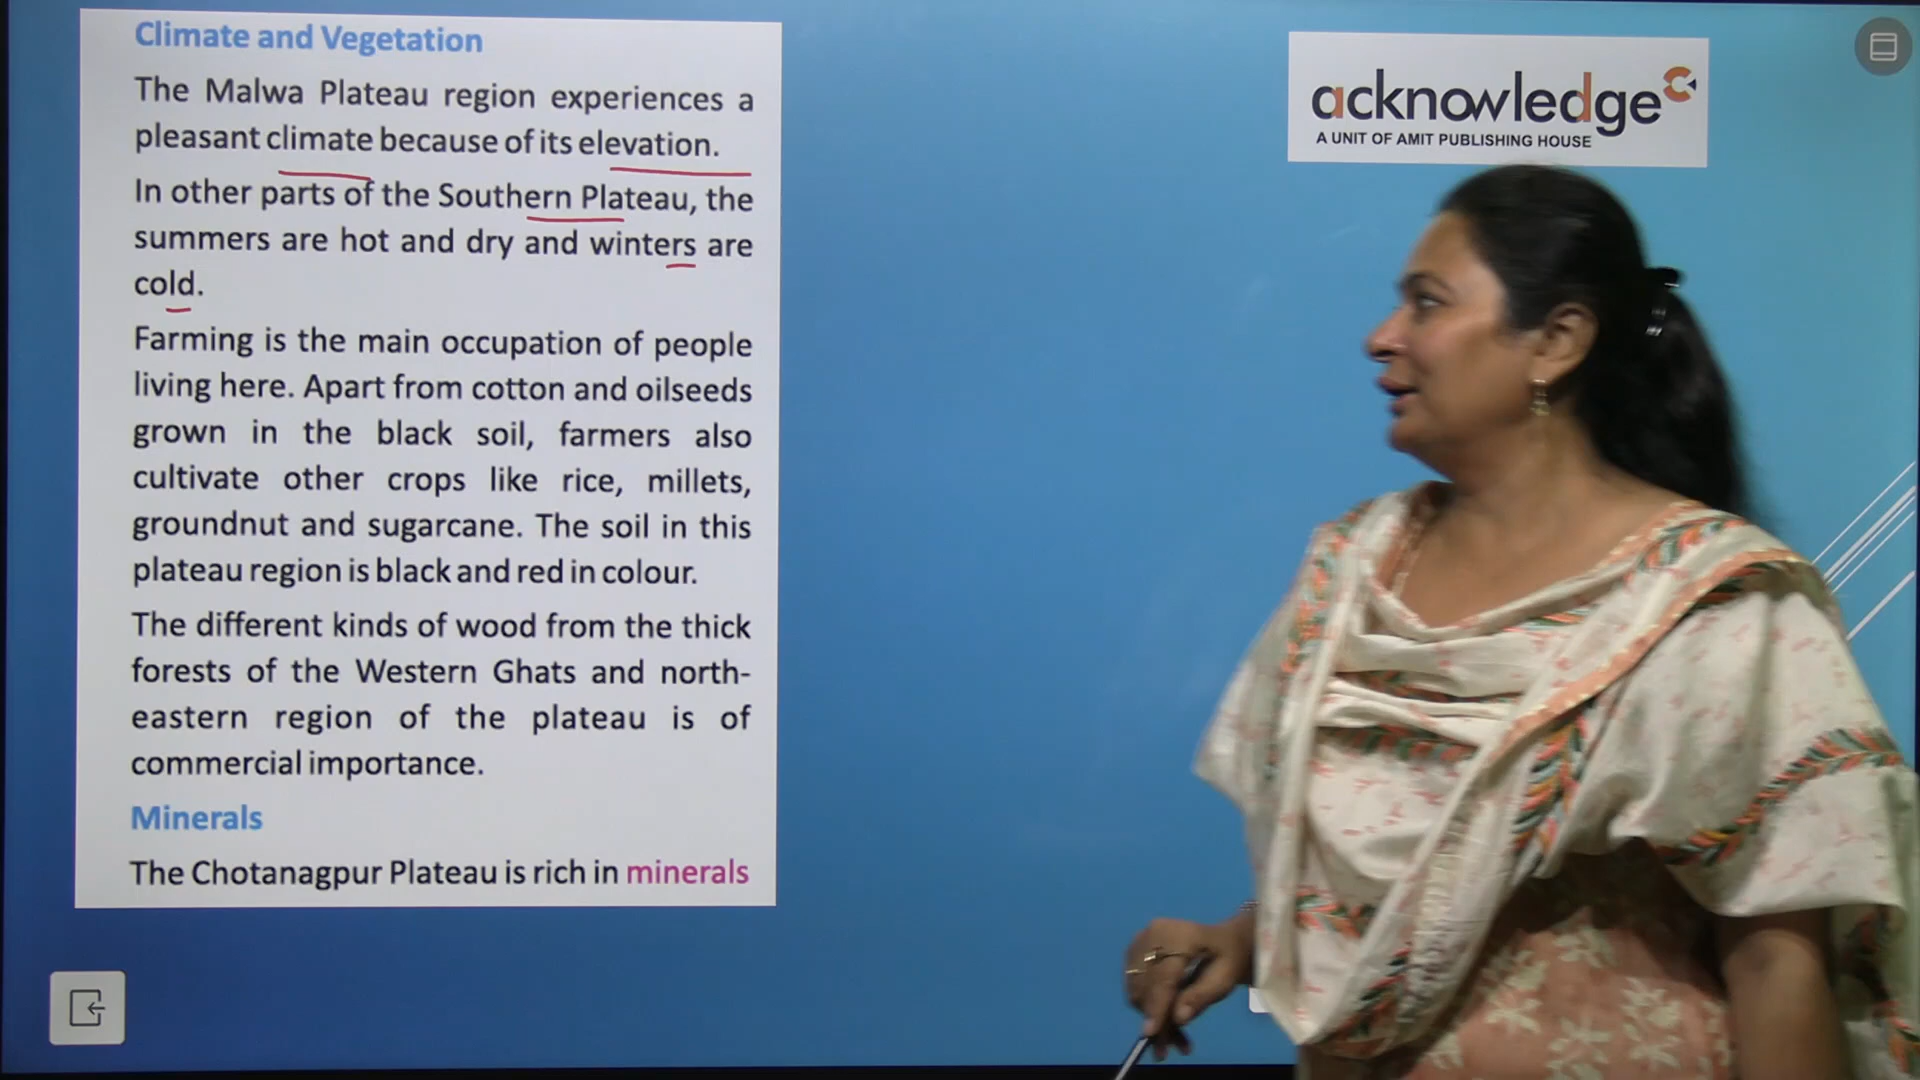 Climate and Vegetation
The Malwa Plateau region experiences a
pleasant climate because of its elevation.
In other parts of the Southern Plateau, the
summers are hot and dry and winters are
cold.
Farming is the main occupation of people
living here. Apart from cotton and oilseeds
grown in the black soil, farmers also
cultivate other crops like rice, millets,
groundnut and sugarcane. The soil in this
plateau region is black and red in colour.
The different kinds of wood from the thick
forests of the Western Ghats and north-
eastern region of the plateau is of
commercial importance.
Minerals
The Chotanagpur Plateau is rich in minerals
acknowledge
A UNIT OF AMIT PUBLISHING HOUSE